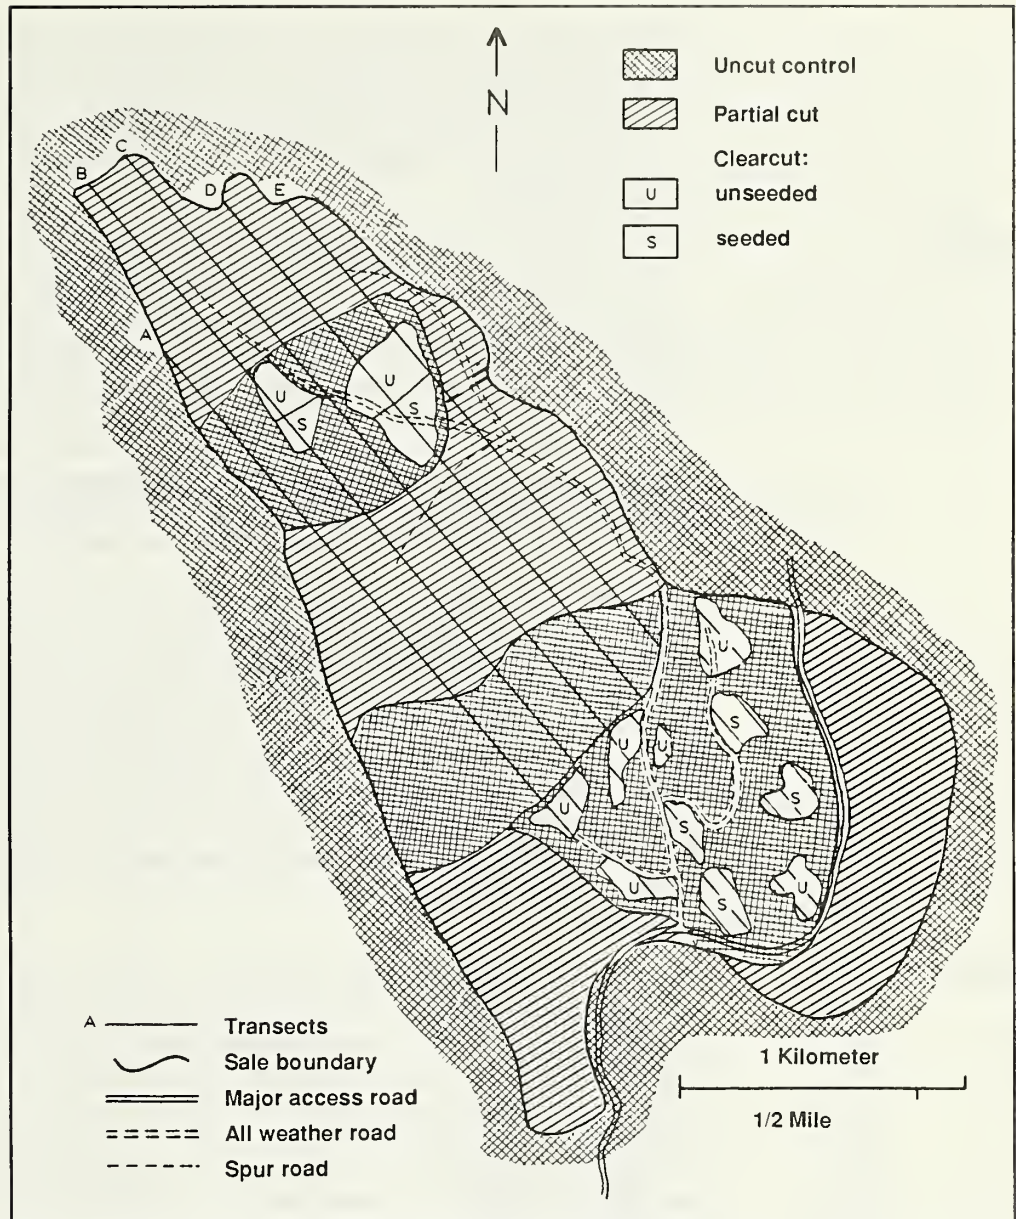 N
Uncut control
Partial cut
Clearcut:
U unseeded
S seeded
C
B
D
E
A
U
S
U
S
U
S
U
U
S
U
S
U
S
U
A Transects
Sale boundary
Major access road
All weather road
Spur road
1 Kilometer
1/2 Mile